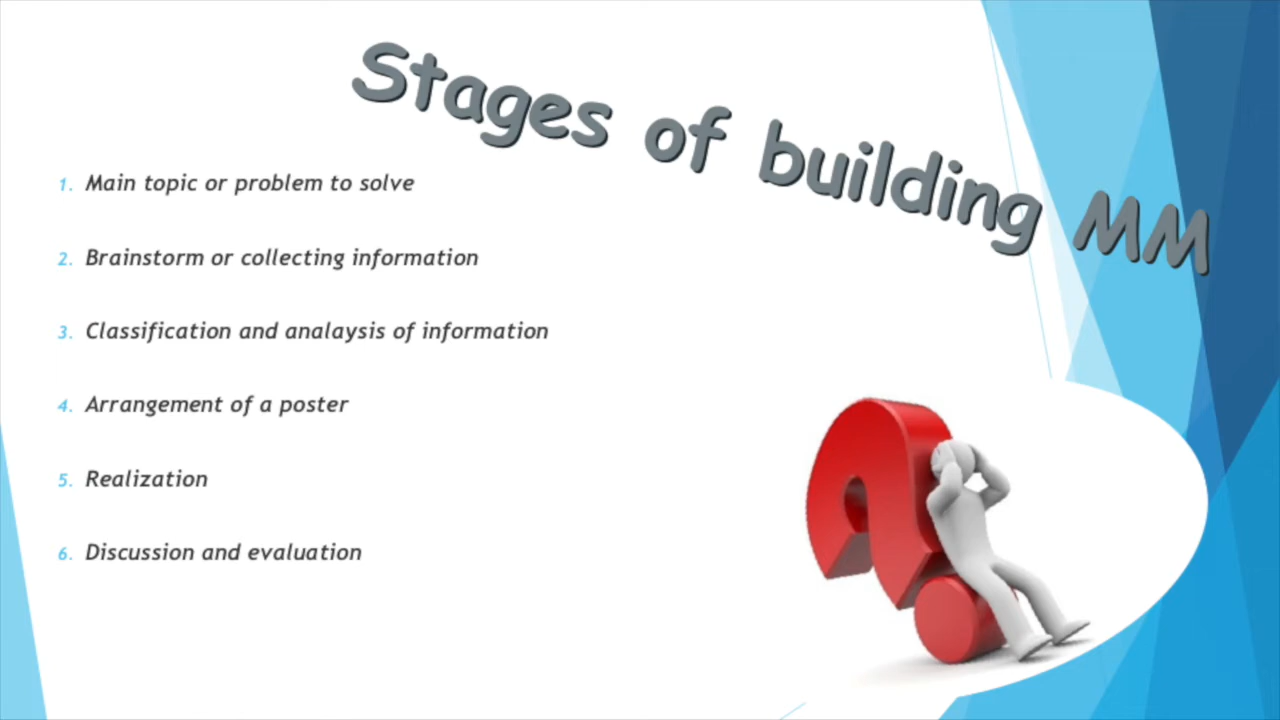 Stages of building MM
1. Main topic or problem to solve
2. Brainstorm or collecting information
3. Classification and analaysis of information
4. Arrangement of a poster
5. Realization
6. Discussion and evaluation